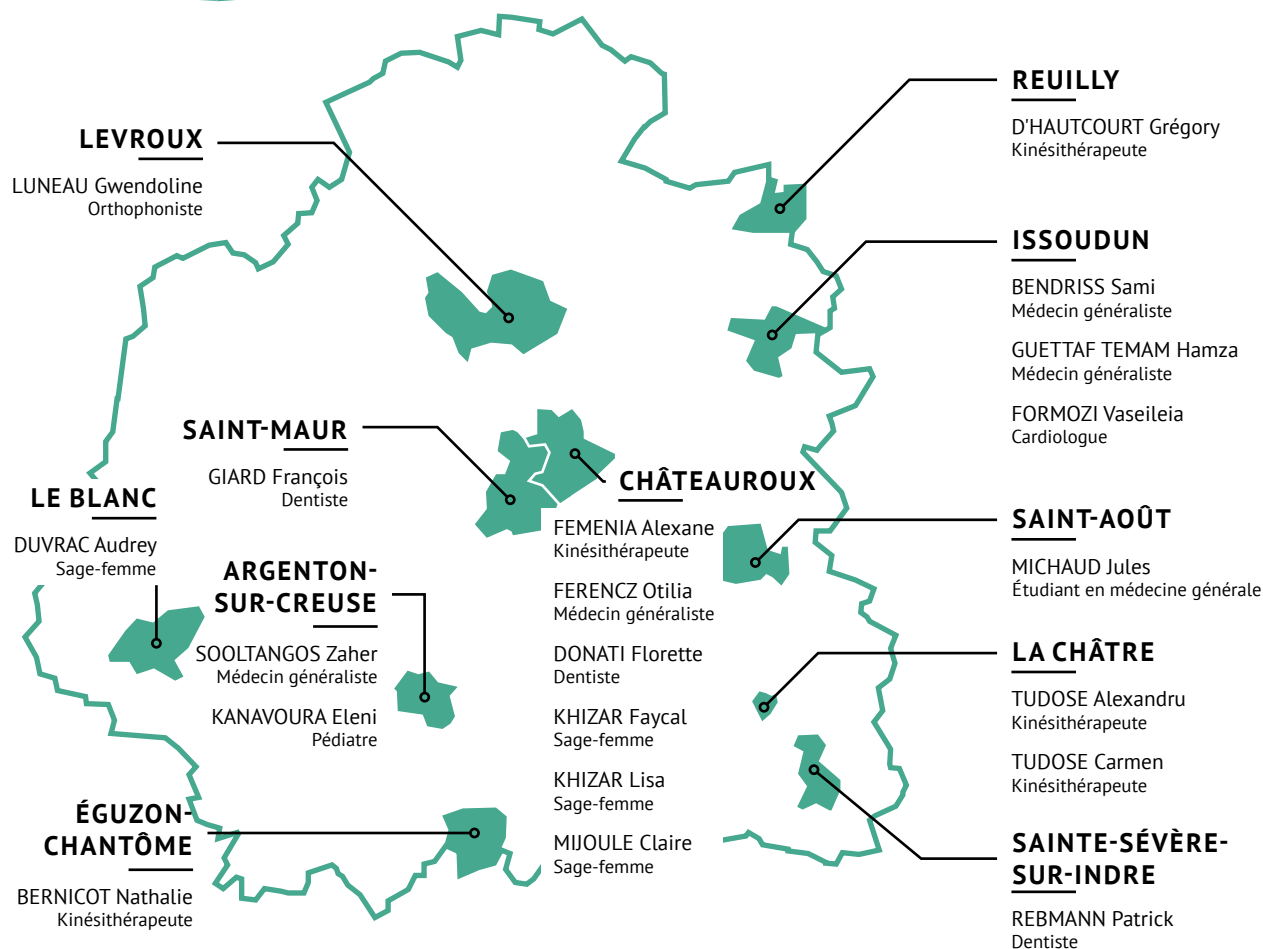 LEVROUX
LUNEAU Gwendoline
Orthophoniste
SAINT-MAUR
GIARD François
Dentiste
LE BLANC
DUVRAC Audrey
Sage-femme
ARGENTON-
SUR-CREUSE
SOOLTANGOS Zaher
Médecin généraliste
KANAVOURA Eleni
Pédiatre
ÉGUZON-
CHANTÔME
BERNICOT Nathalie
Kinésithérapeute
CHÂTEAUROUX
FEMENIA Alexane
Kinésithérapeute
FERENCZ Otilia
Médecin généraliste
DONATI Florette
Dentiste
KHIZAR Faycal
Sage-femme
KHIZAR Lisa
Sage-femme
MIJOULE Claire
Sage-femme
REUILLY
D'HAUTCOURT Grégory
Kinésithérapeute
ISSOUDUN
BENDRISS Sami
Médecin généraliste
GUETTAF TEMAM Hamza
Médecin généraliste
FORMOZI Vaseileia
Cardiologue
SAINT-AOÛT
MICHAUD Jules
Étudiant en médecine générale
LA CHÂTRE
TUDOSE Alexandru
Kinésithérapeute
TUDOSE Carmen
Kinésithérapeute
SAINTE-SÉVÈRE-
SUR-INDRE
REBMANN Patrick
Dentiste